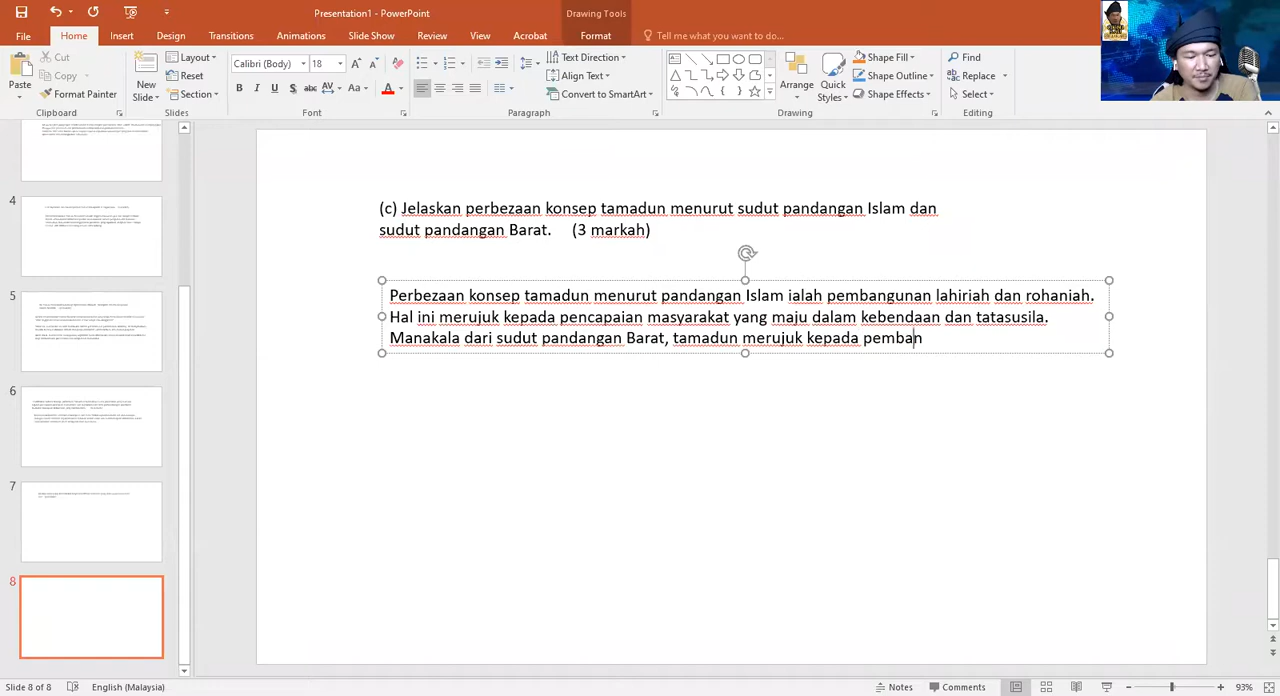 Presentation1 - PowerPoint
Drawing Tools
File Home Insert Design Transitions Animations Slide Show Review View Acrobat Format Tell me what you want to do...
Paste
Cut
Copy
Format Painter
Clipboard
New Slide
Layout
Reset
Section
Slides
Calibri (Body) 18
B I U S abc AV Aa A
Font
Text Direction
Align Text
Convert to SmartArt
Paragraph
Arrange
Quick Styles
Shape Fill
Shape Outline
Shape Effects
Drawing
Find
Replace
Select
Editing
4
5
6
7
8
(c) Jelaskan perbezaan konsep tamadun menurut sudut pandangan Islam dan
sudut pandangan Barat. (3 markah)
Perbezaan konsep tamadun menurut pandangan Islam ialah pembangunan lahiriah dan rohaniah.
Hal ini merujuk kepada pencapaian masyarakat yang maju dalam kebendaan dan tatasusila.
Manakala dari sudut pandangan Barat, tamadun merujuk kepada pemban
Slide 8 of 8 English (Malaysia) Notes Comments 93%